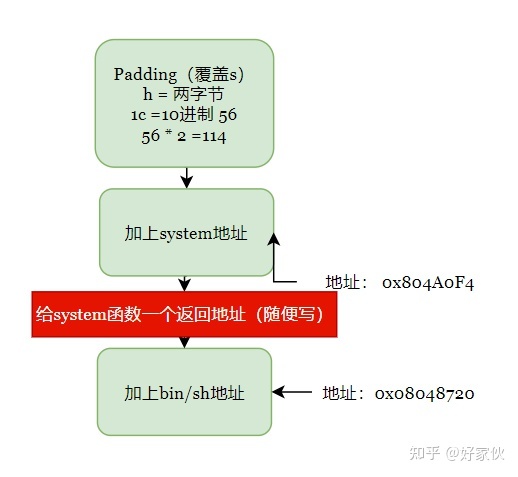 Padding（覆盖s）
h = 两字节
1c =10进制 56
56 * 2 =114
加上system地址
地址： 0x804A0F4
给system函数一个返回地址（随便写）
加上bin/sh地址
地址：0x08048720
知乎 @好家伙